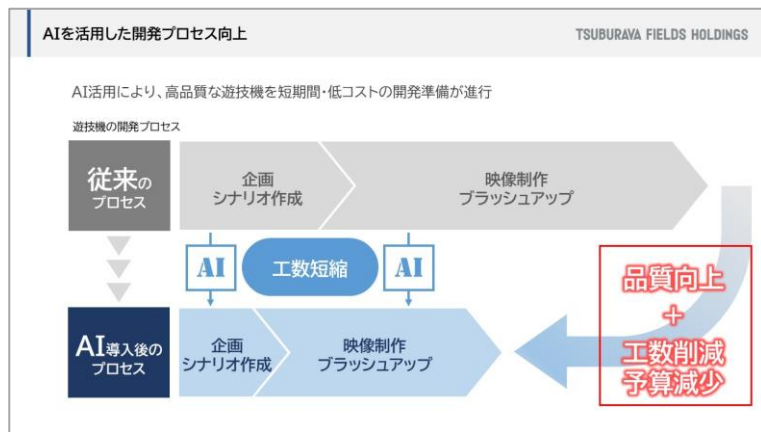 AIを活用した開発プロセス向上
TSUBURAYA FIELDS HOLDINGS
AI活用により、高品質な遊技機を短期間・低コストの開発準備が進行
遊技機の開発プロセス
従来の
プロセス
企画
シナリオ作成
映像制作
ブラッシュアップ
AI
工数短縮
AI
品質向上
+
工数削減
予算減少
AI導入後の
プロセス
企画
シナリオ作成
映像制作
ブラッシュアップ